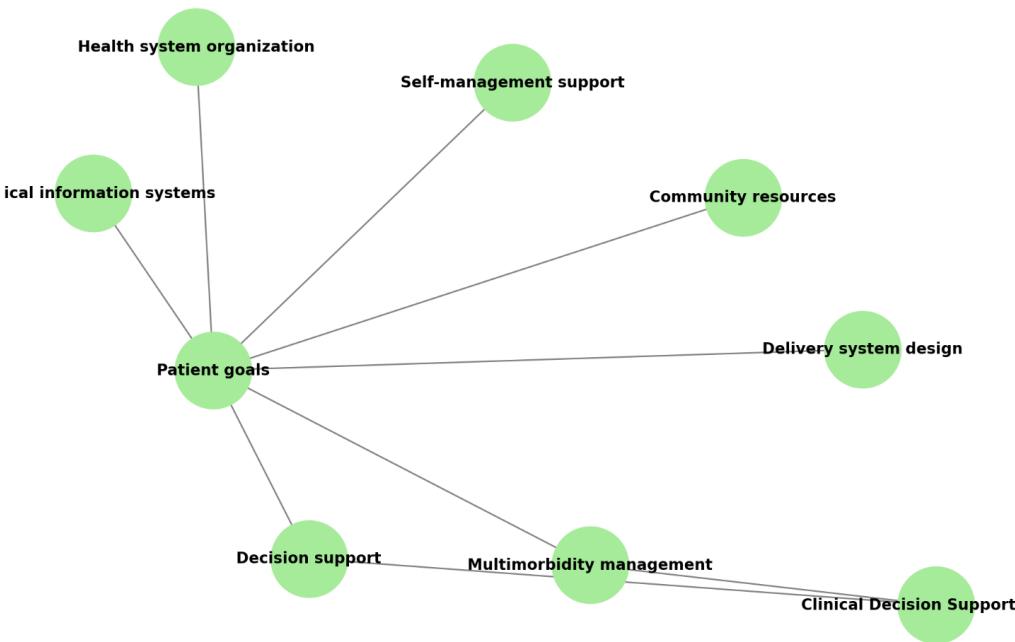 Health system organization
Self-management support
ical information systems
Community resources
Delivery system design
Patient goals
Decision support
Multimorbidity management
Clinical Decision Support